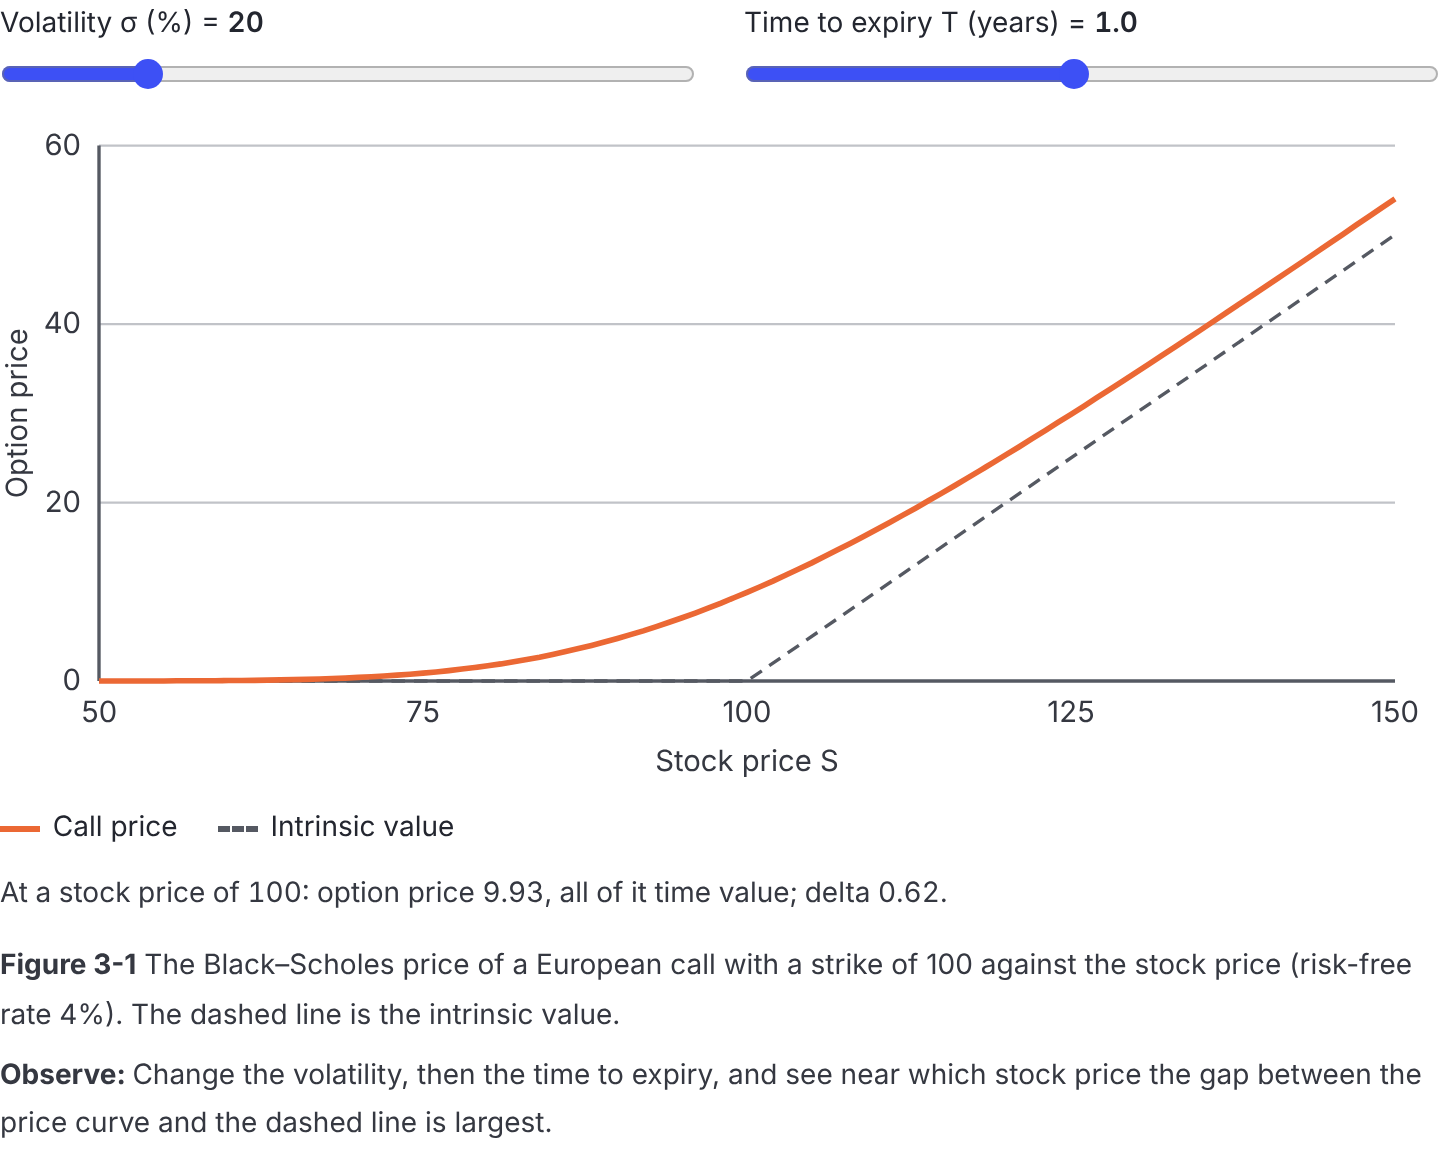 Volatility σ (%) = 20
Time to expiry T (years) = 1.0
60
40
20
0
Option price
50 75 100 125 150
Stock price S
Call price Intrinsic value
At a stock price of 100: option price 9.93, all of it time value; delta 0.62.
Figure 3-1 The Black–Scholes price of a European call with a strike of 100 against the stock price (risk-free
rate 4%). The dashed line is the intrinsic value.
Observe: Change the volatility, then the time to expiry, and see near which stock price the gap between the
price curve and the dashed line is largest.